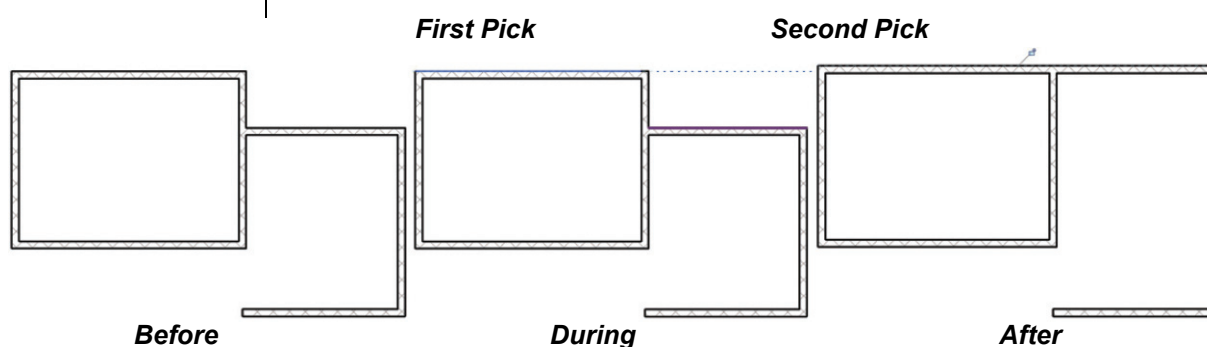 First Pick
Second Pick
Before
During
After